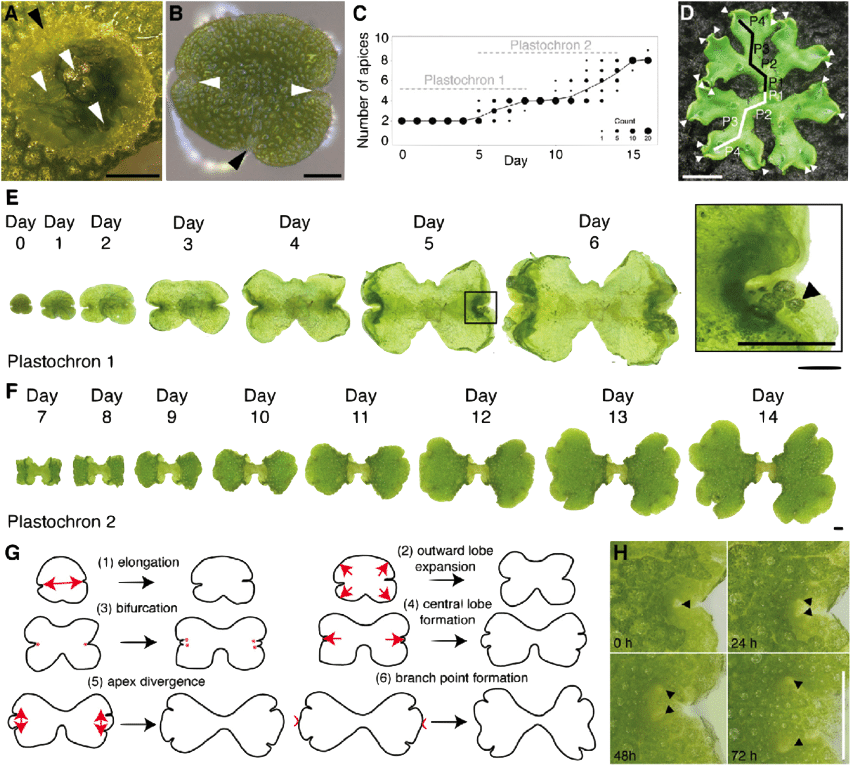 A
B
C
Number of apices
10
8
6
4
2
0
Plastochron 1
Plastochron 2
Count
1 5 10 20
0 5 10 15
Day
D
P4
P3
P2
P1
P1
P2
P3
P4
E
Day 0
Day 1
Day 2
Day 3
Day 4
Day 5
Day 6
Plastochron 1
F
Day 7
Day 8
Day 9
Day 10
Day 11
Day 12
Day 13
Day 14
Plastochron 2
G
(1) elongation
(2) outward lobe
expansion
(3) bifurcation
(4) central lobe
formation
(5) apex divergence
(6) branch point formation
H
0 h
24 h
48h
72 h